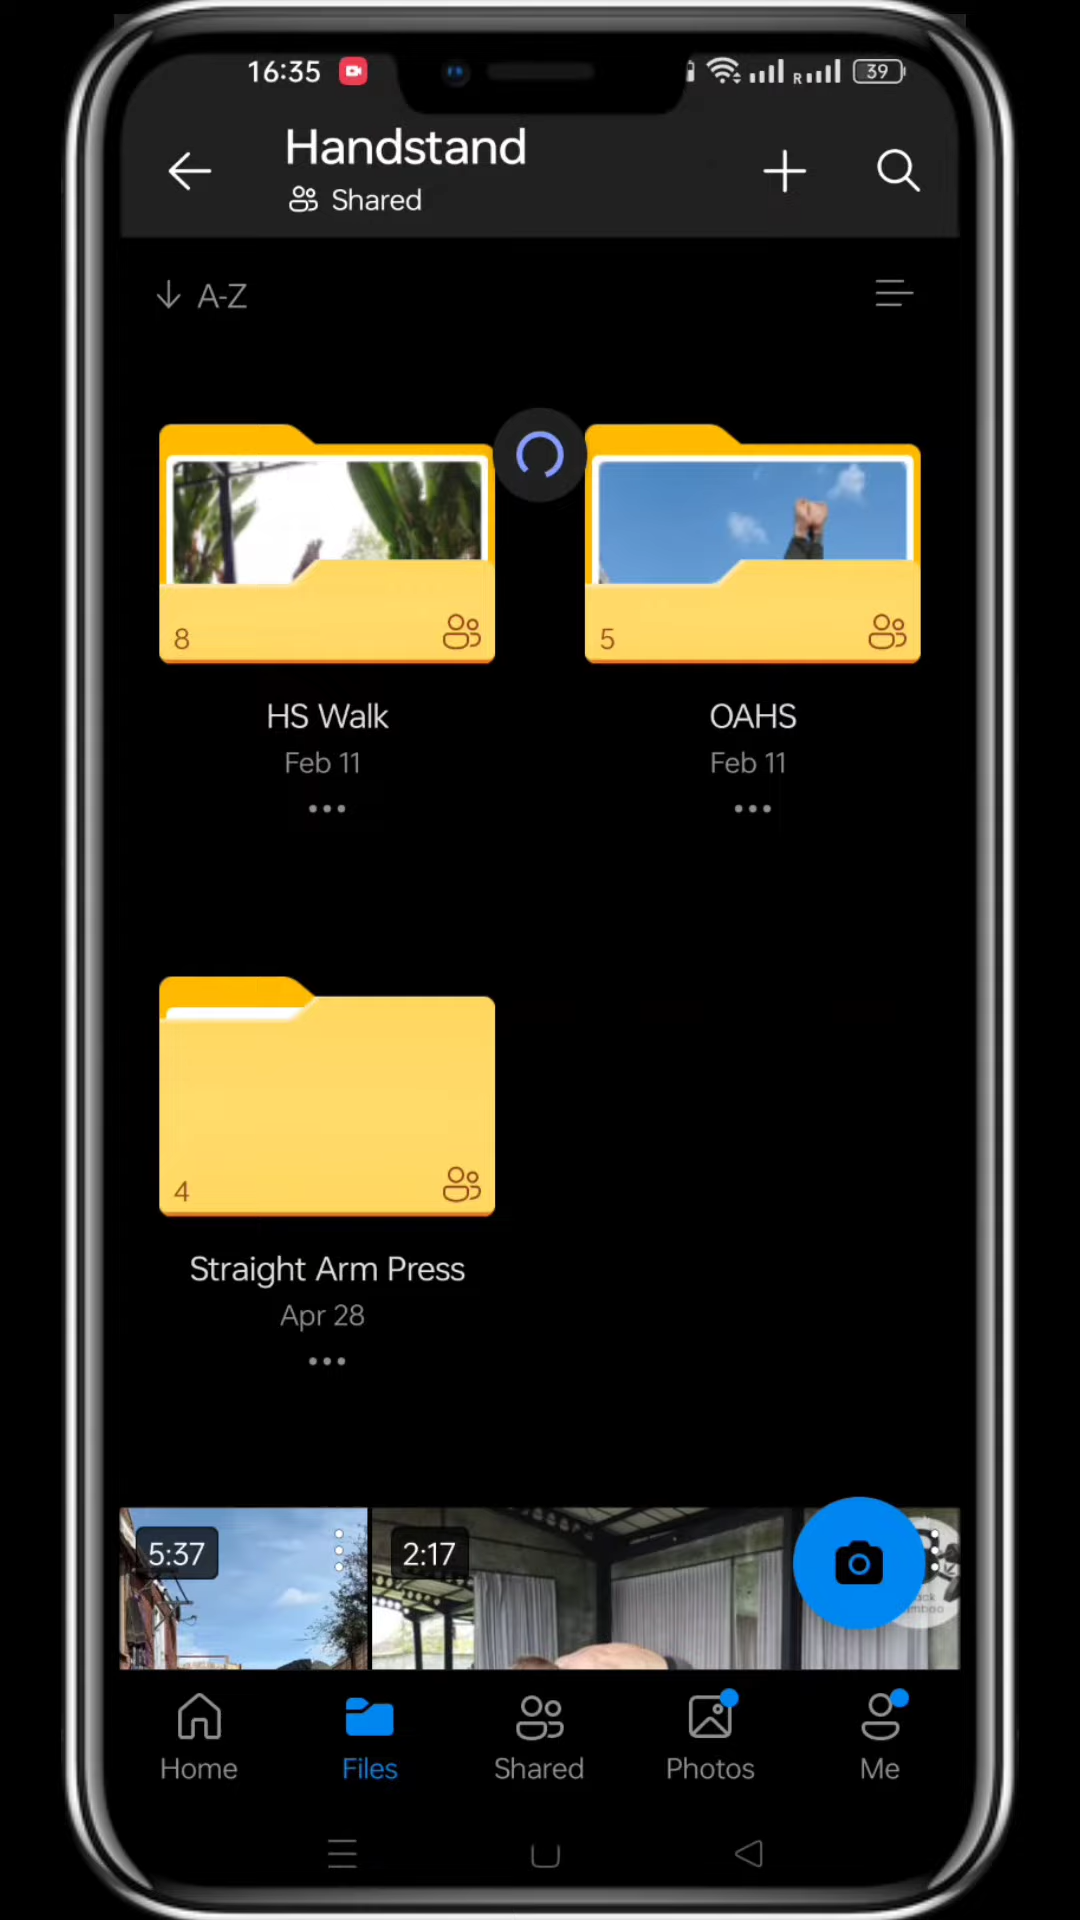 16:35
R
39
Handstand
Shared
A-Z
8
5
HS Walk
OAHS
Feb 11
Feb 11
4
Straight Arm Press
Apr 28
5:37
2:17
Home
Files
Shared
Photos
Me